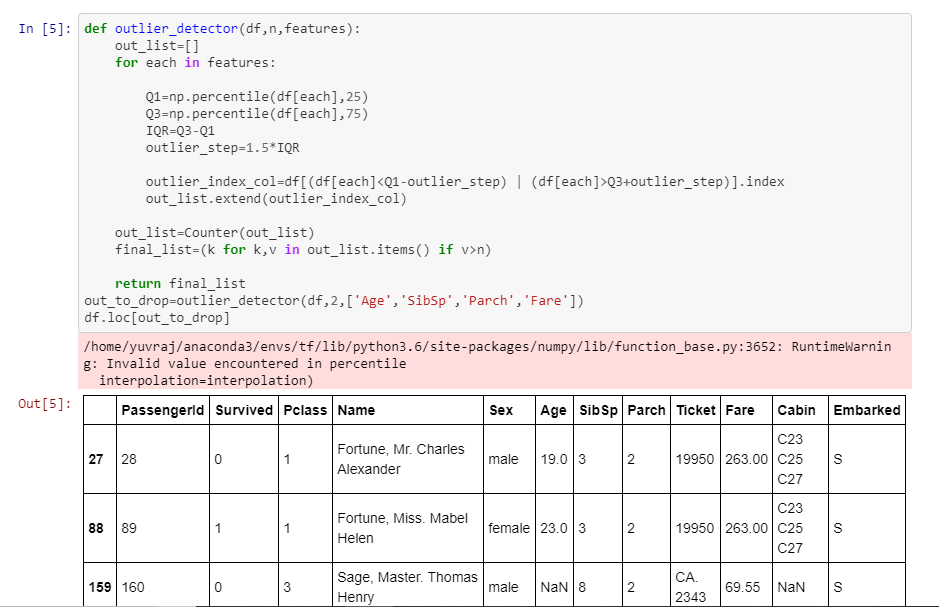 In [5]:
def outlier_detector(df,n,features):
    out_list=[]
    for each in features:
        Q1=np.percentile(df[each],25)
        Q3=np.percentile(df[each],75)
        IQR=Q3-Q1
        outlier_step=1.5*IQR
        outlier_index_col=df[(df[each]<Q1-outlier_step) | (df[each]>Q3+outlier_step)].index
        out_list.extend(outlier_index_col)
    out_list=Counter(out_list)
    final_list=(k for k,v in out_list.items() if v>n)
    return final_list
out_to_drop=outlier_detector(df,2,['Age','SibSp','Parch','Fare'])
df.loc[out_to_drop]
/home/yuvraj/anaconda3/envs/tf/lib/python3.6/site-packages/numpy/lib/function_base.py:3652: RuntimeWarnin
g: Invalid value encountered in percentile
  interpolation=interpolation)
Out[5]:
PassengerId Survived Pclass Name Sex Age SibSp Parch Ticket Fare Cabin Embarked
27 28 0 1 Fortune, Mr. Charles
Alexander
male 19.0 3 2 19950 263.00
C23
C25
C27
S
88 89 1 1 Fortune, Miss. Mabel
Helen
female 23.0 3 2 19950 263.00
C23
C25
C27
S
159 160 0 3 Sage, Master. Thomas
Henry
male NaN 8 2
CA.
2343
69.55 NaN S